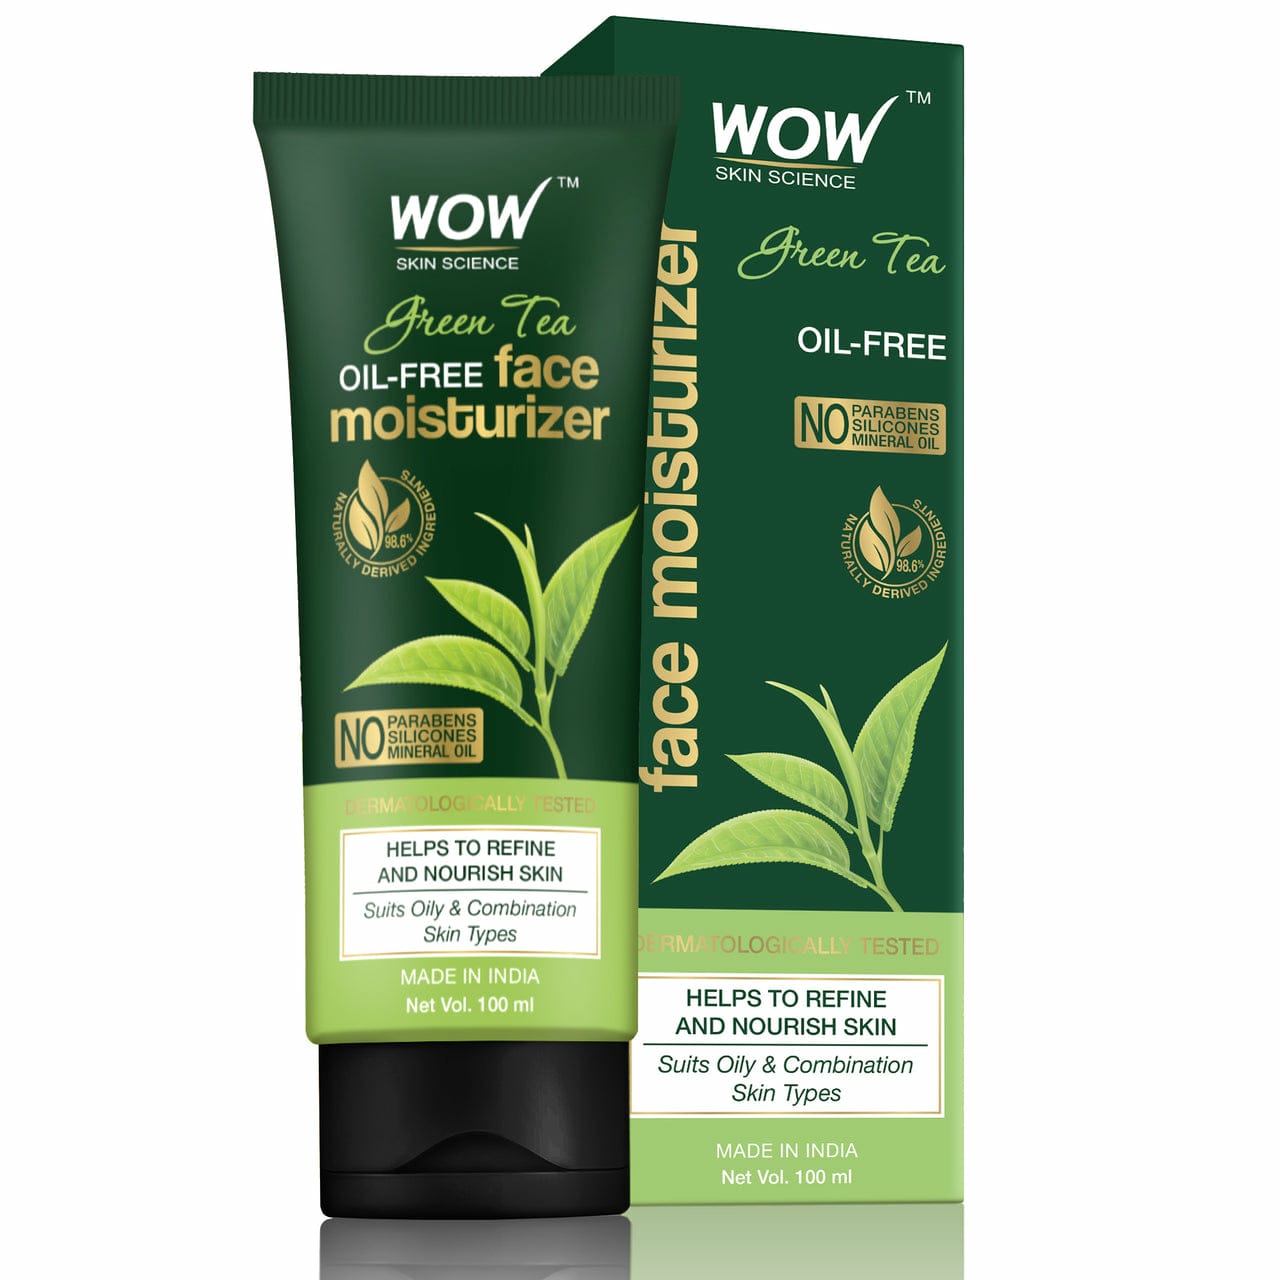 WOW™
SKIN SCIENCE
Green Tea
OIL-FREE face
moisturizer
98.6%
NATURALLY DERIVED INGREDIENTS
NO PARABENS
SILICONES
MINERAL OIL
DERMATOLOGICALLY TESTED
HELPS TO REFINE
AND NOURISH SKIN
Suits Oily & Combination
Skin Types
MADE IN INDIA
Net Vol. 100 ml
WOW™
SKIN SCIENCE
Green Tea
face moisturizer
OIL-FREE
NO PARABENS
SILICONES
MINERAL OIL
98.6%
NATURALLY DERIVED INGREDIENTS
DERMATOLOGICALLY TESTED
HELPS TO REFINE
AND NOURISH SKIN
Suits Oily & Combination
Skin Types
MADE IN INDIA
Net Vol. 100 ml